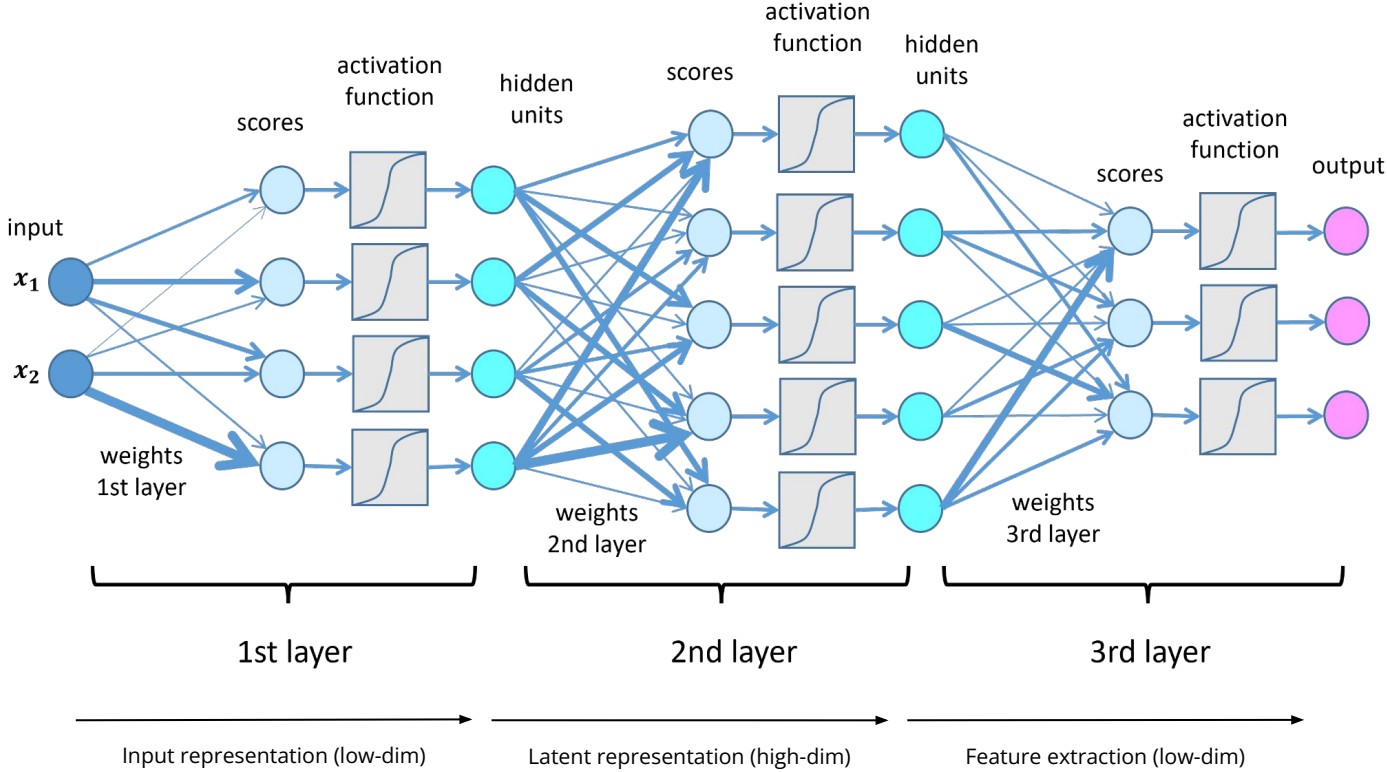 activation
function
hidden
units
scores
activation
function
hidden
units
scores
activation
function
scores
output
input
x₁
x₂
weights
1st layer
weights
2nd layer
weights
3rd layer
1st layer
2nd layer
3rd layer
Input representation (low-dim)
Latent representation (high-dim)
Feature extraction (low-dim)